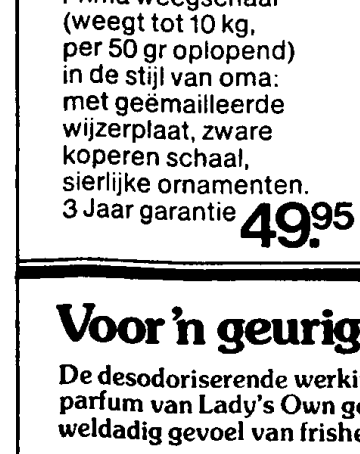 (weegt tot 10 kg,
per 50 gr oplopend)
in de stijl van oma:
met geëmailleerde
wijzerplaat, zware
koperen schaal,
sierlijke ornamenten.
3 Jaar garantie 49.95
Voor'n geurig
De desodoriserende werki
parfum van Lady's Own ge
weldadig gevoel van frishe